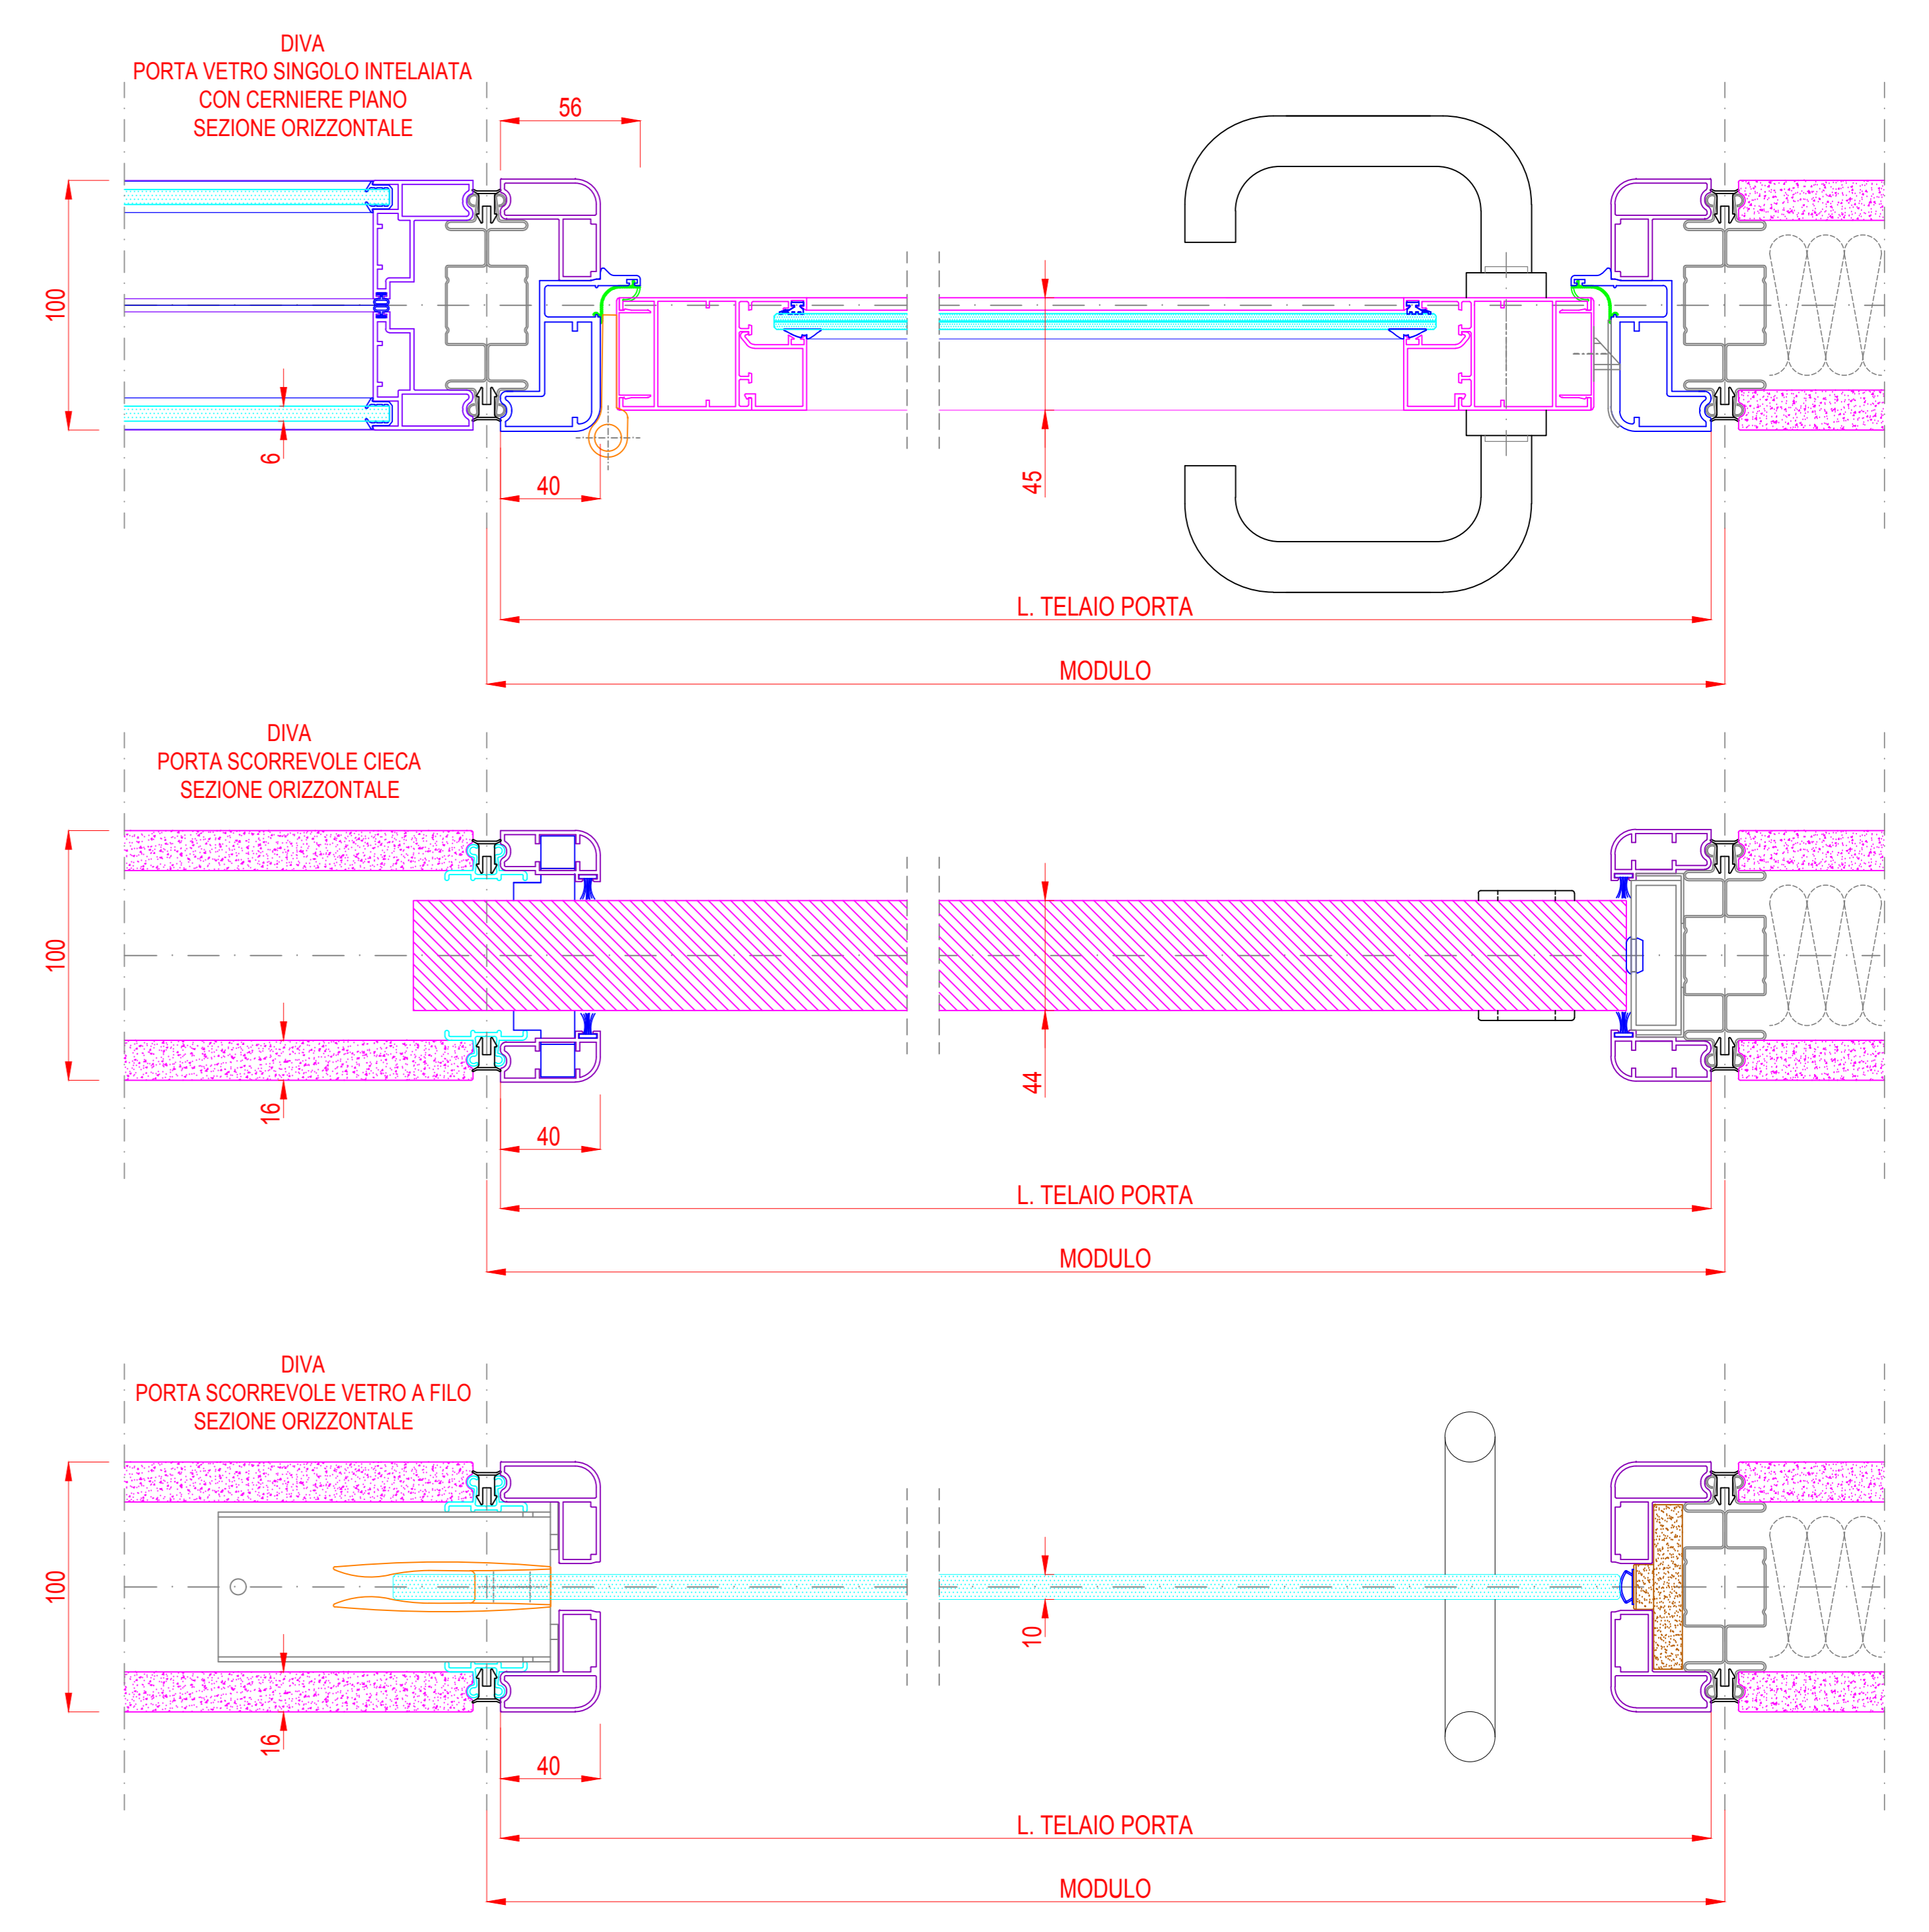 DIVA
PORTA VETRO SINGOLO INTELAIATA
CON CERNIERE PIANO
SEZIONE ORIZZONTALE
56
100
6
40
45
L. TELAIO PORTA
MODULO
DIVA
PORTA SCORREVOLE CIECA
SEZIONE ORIZZONTALE
100
16
40
44
L. TELAIO PORTA
MODULO
DIVA
PORTA SCORREVOLE VETRO A FILO
SEZIONE ORIZZONTALE
100
16
40
10
L. TELAIO PORTA
MODULO